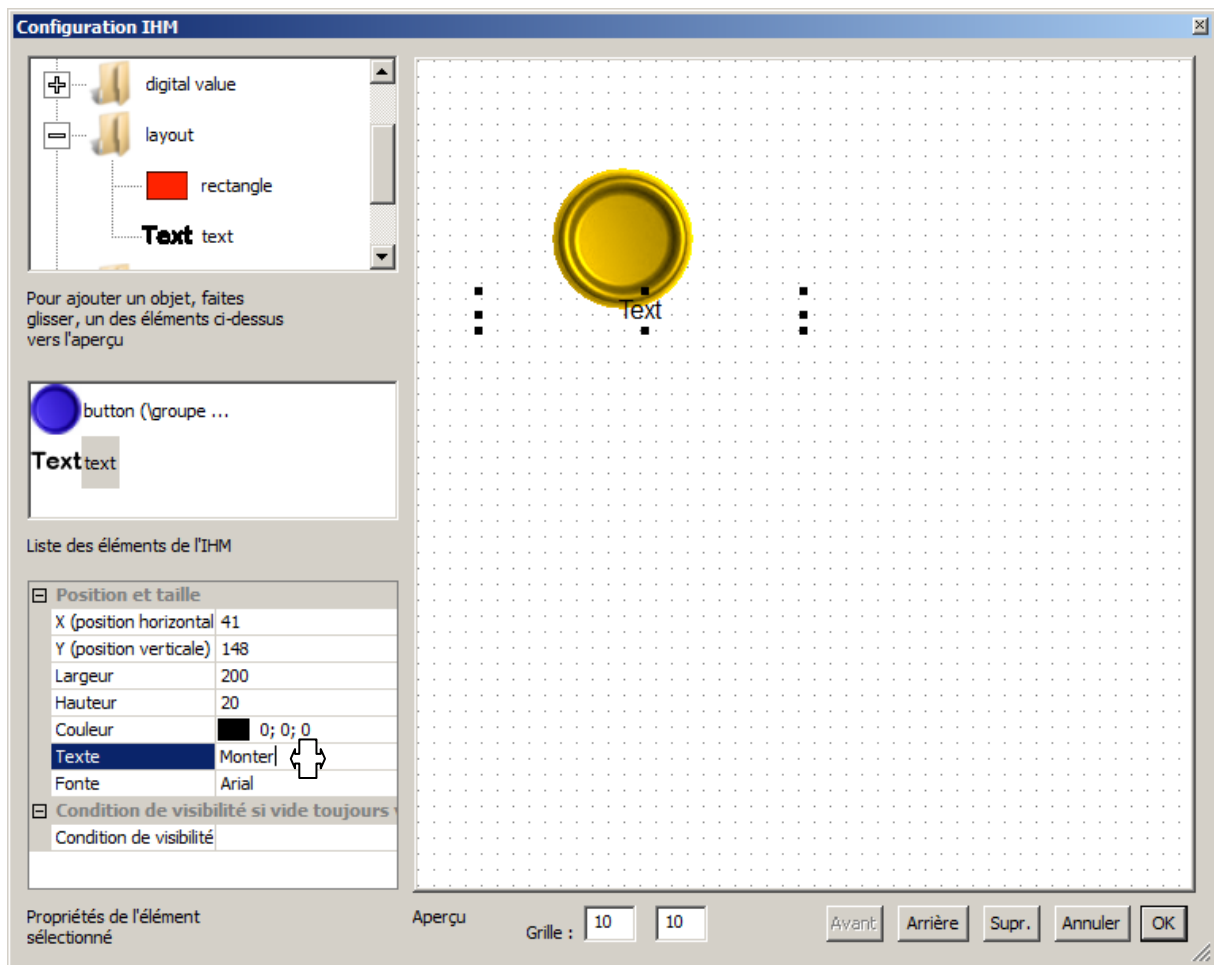 Configuration IHM
digital value
layout
rectangle
Text text
Pour ajouter un objet, faites
glisser, un des éléments ci-dessus
vers l'aperçu
button (\groupe ...
Text text
Liste des éléments de l'IHM
Position et taille
X (position horizontal 41
Y (position verticale) 148
Largeur 200
Hauteur 20
Couleur 0; 0; 0
Texte Monter
Fonte Arial
Condition de visibilité si vide toujours
Condition de visibilité
Propriétés de l'élément
sélectionné
Text
Aperçu
Grille : 10 10
Avant Arrière Supr. Annuler OK